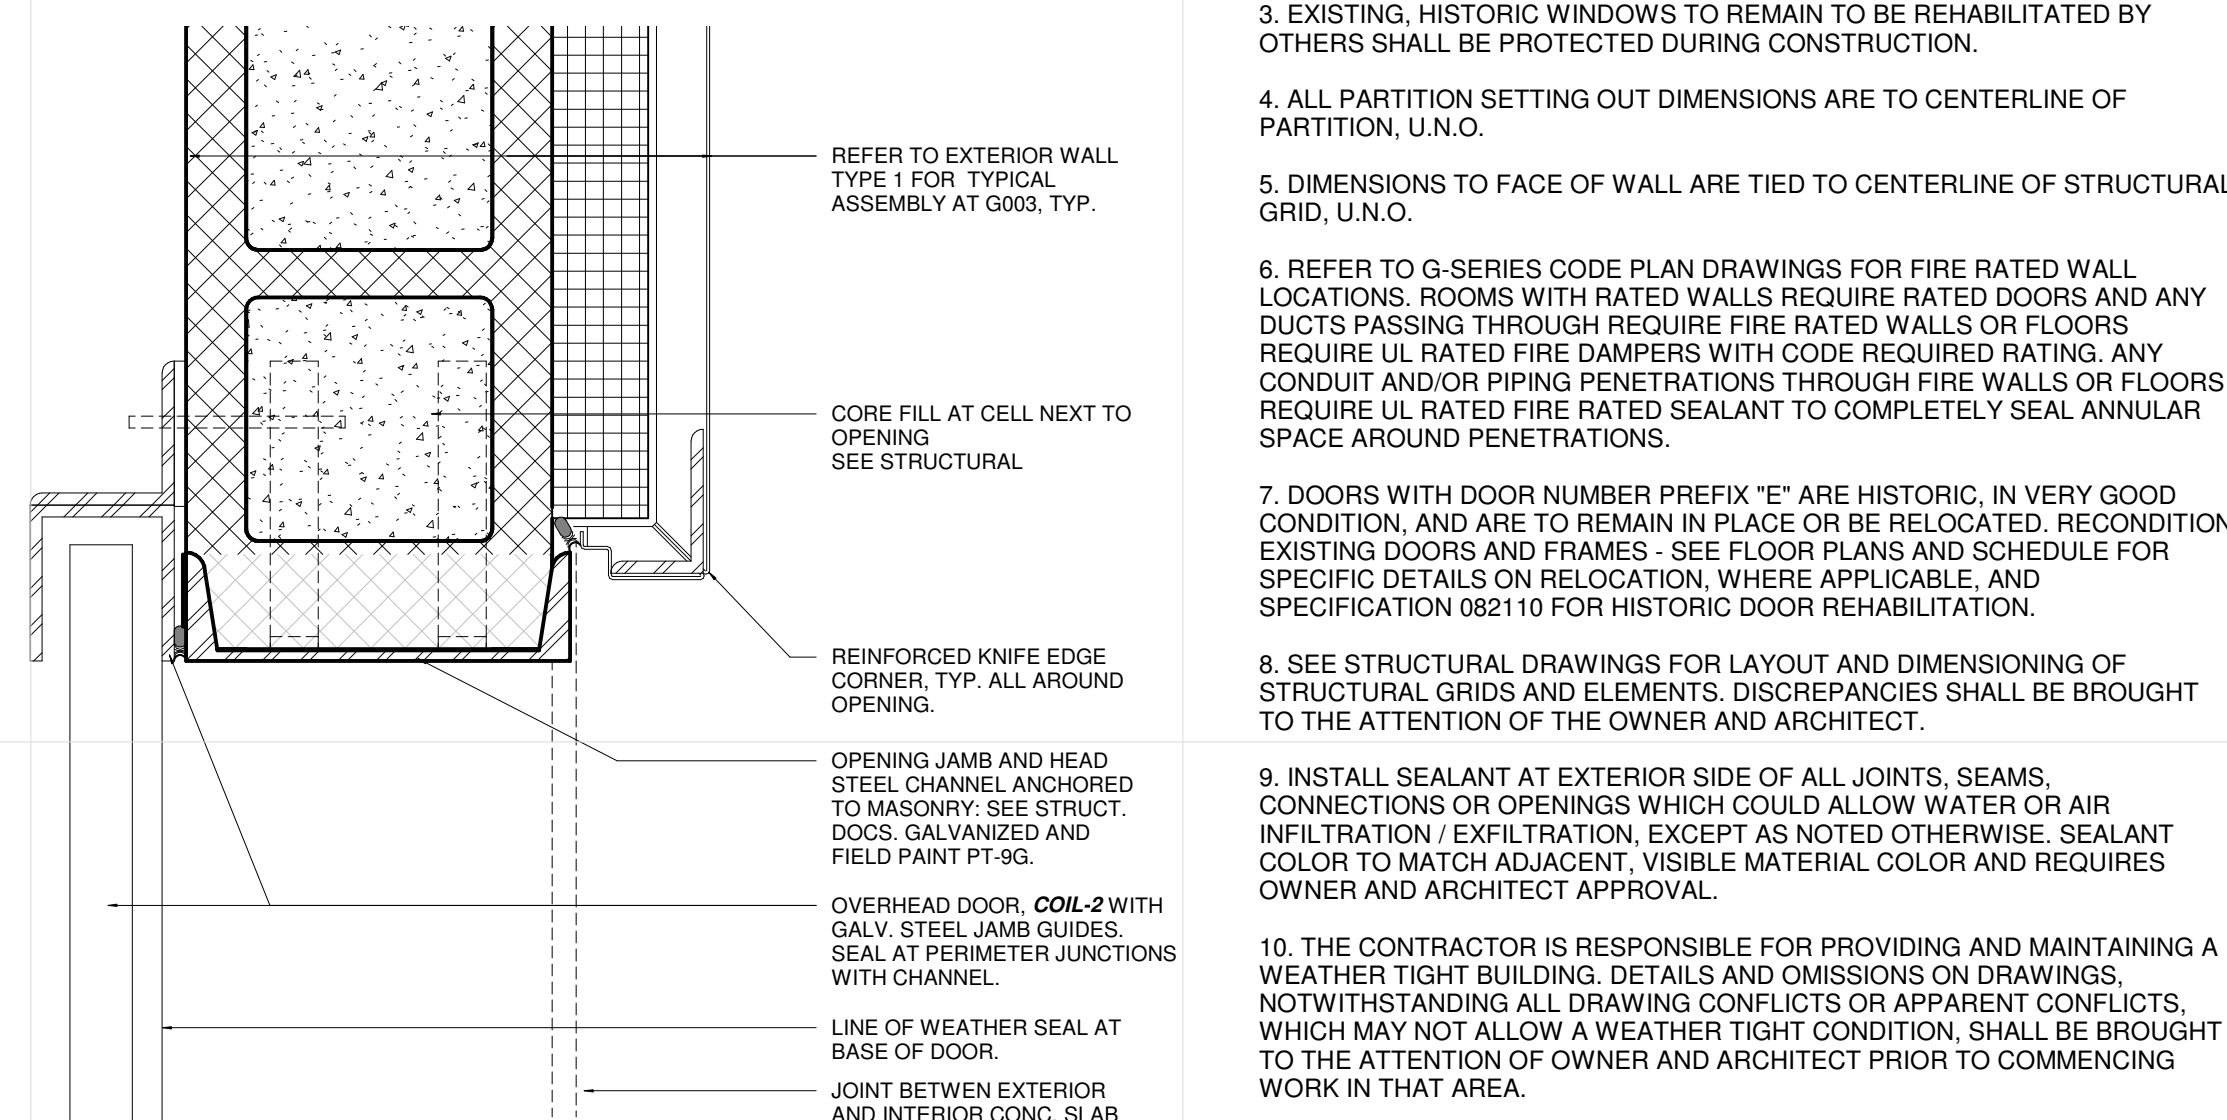 REFER TO EXTERIOR WALL
TYPE 1 FOR TYPICAL
ASSEMBLY AT G003, TYP.
CORE FILL AT CELL NEXT TO
OPENING
SEE STRUCTURAL
REINFORCED KNIFE EDGE
CORNER, TYP. ALL AROUND
OPENING.
OPENING JAMB AND HEAD
STEEL CHANNEL ANCHORED
TO MASONRY: SEE STRUCT.
DOCS. GALVANIZED AND
FIELD PAINT PT-9G.
OVERHEAD DOOR, COIL-2 WITH
GALV. STEEL JAMB GUIDES.
SEAL AT PERIMETER JUNCTIONS
WITH CHANNEL.
LINE OF WEATHER SEAL AT
BASE OF DOOR.
JOINT BETWEN EXTERIOR
AND INTERIOR CONC. SLAB
3. EXISTING, HISTORIC WINDOWS TO REMAIN TO BE REHABILITATED BY
OTHERS SHALL BE PROTECTED DURING CONSTRUCTION.
4. ALL PARTITION SETTING OUT DIMENSIONS ARE TO CENTERLINE OF
PARTITION, U.N.O.
5. DIMENSIONS TO FACE OF WALL ARE TIED TO CENTERLINE OF STRUCTURAL
GRID, U.N.O.
6. REFER TO G-SERIES CODE PLAN DRAWINGS FOR FIRE RATED WALL
LOCATIONS. ROOMS WITH RATED WALLS REQUIRE RATED DOORS AND ANY
DUCTS PASSING THROUGH REQUIRE FIRE RATED WALLS OR FLOORS
REQUIRE UL RATED FIRE DAMPERS WITH CODE REQUIRED RATING. ANY
CONDUIT AND/OR PIPING PENETRATIONS THROUGH FIRE WALLS OR FLOORS
REQUIRE UL RATED FIRE RATED SEALANT TO COMPLETELY SEAL ANNULAR
SPACE AROUND PENETRATIONS.
7. DOORS WITH DOOR NUMBER PREFIX "E" ARE HISTORIC, IN VERY GOOD
CONDITION, AND ARE TO REMAIN IN PLACE OR BE RELOCATED. RECONDITION
EXISTING DOORS AND FRAMES - SEE FLOOR PLANS AND SCHEDULE FOR
SPECIFIC DETAILS ON RELOCATION, WHERE APPLICABLE, AND
SPECIFICATION 082110 FOR HISTORIC DOOR REHABILITATION.
8. SEE STRUCTURAL DRAWINGS FOR LAYOUT AND DIMENSIONING OF
STRUCTURAL GRIDS AND ELEMENTS. DISCREPANCIES SHALL BE BROUGHT
TO THE ATTENTION OF THE OWNER AND ARCHITECT.
9. INSTALL SEALANT AT EXTERIOR SIDE OF ALL JOINTS, SEAMS,
CONNECTIONS OR OPENINGS WHICH COULD ALLOW WATER OR AIR
INFILTRATION / EXFILTRATION, EXCEPT AS NOTED OTHERWISE. SEALANT
COLOR TO MATCH ADJACENT, VISIBLE MATERIAL COLOR AND REQUIRES
OWNER AND ARCHITECT APPROVAL.
10. THE CONTRACTOR IS RESPONSIBLE FOR PROVIDING AND MAINTAINING A
WEATHER TIGHT BUILDING. DETAILS AND OMISSIONS ON DRAWINGS,
NOTWITHSTANDING ALL DRAWING CONFLICTS OR APPARENT CONFLICTS,
WHICH MAY NOT ALLOW A WEATHER TIGHT CONDITION, SHALL BE BROUGHT
TO THE ATTENTION OF OWNER AND ARCHITECT PRIOR TO COMMENCING
WORK IN THAT AREA.